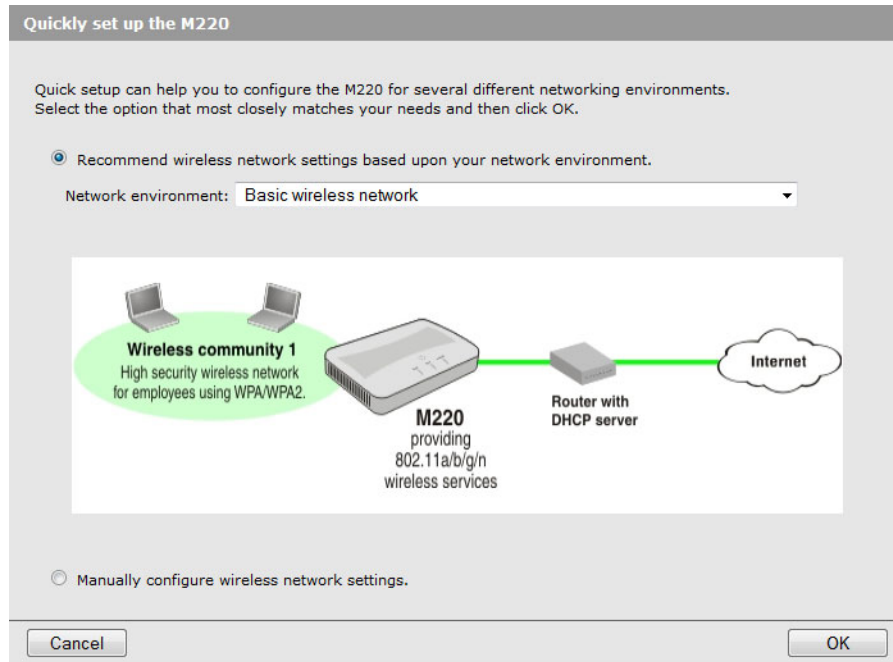 Quickly set up the M220
Quick setup can help you to configure the M220 for several different networking environments.
Select the option that most closely matches your needs and then click OK.
Recommend wireless network settings based upon your network environment.
Network environment: Basic wireless network
Wireless community 1
High security wireless network
for employees using WPA/WPA2.
M220
providing
802.11a/b/g/n
wireless services
Router with
DHCP server
Internet
Manually configure wireless network settings.
Cancel
OK